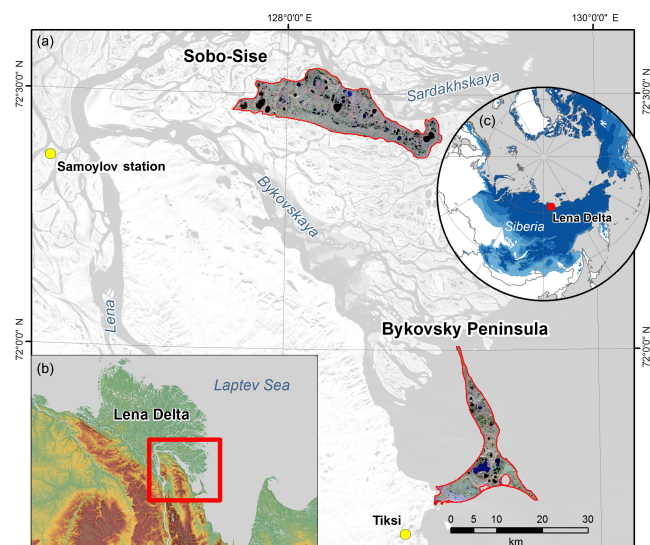 128°0'0" E
130°0'0" E
(a)
Sobo-Sise
72°30'0" N
72°30'0" N
Sardakhskaya
(c)
Samoylov station
Bykovskaya
Lena Delta
Siberia
Lena
Bykovsky Peninsula
72°0'0" N
72°0'0" N
(b)
Laptev Sea
Lena Delta
Tiksi
0 5 10 20 30
km